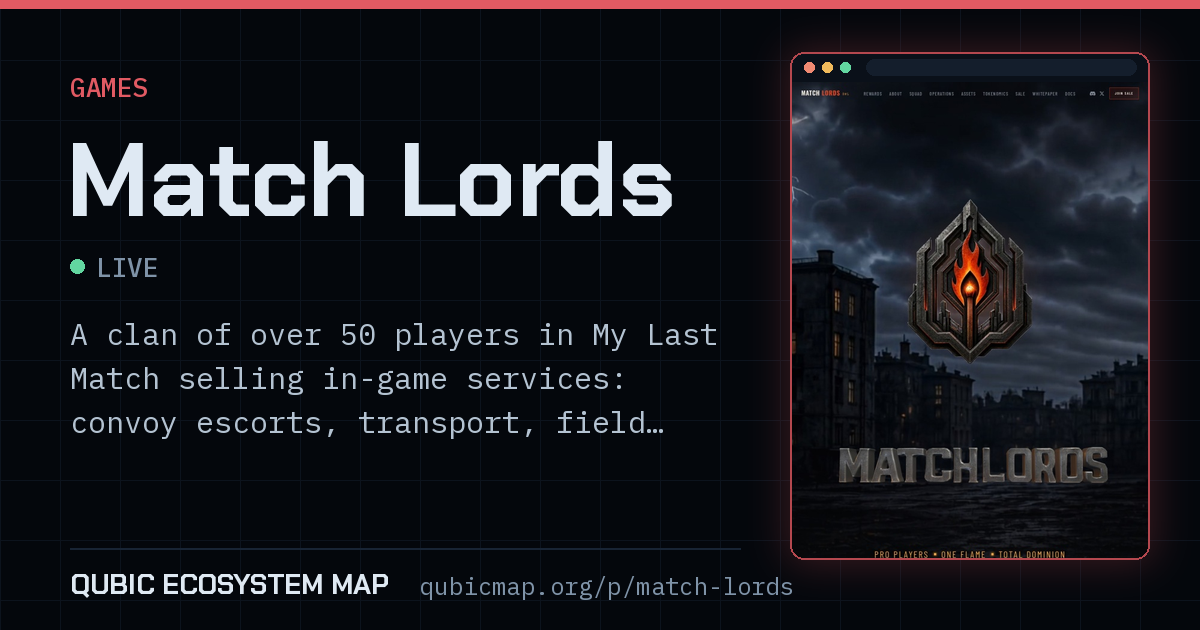 GAMES
Match Lords
LIVE
A clan of over 50 players in My Last
Match selling in-game services:
convoy escorts, transport, field…
QUBIC ECOSYSTEM MAP
qubicmap.org/p/match-lords
MATCH LORDS
REWARDS ABOUT SQUAD OPERATIONS ASSETS TOKENOMICS SALE WHITEPAPER DOCS
JOIN SALE
MATCHLORDS
PRO PLAYERS • ONE FLAME • TOTAL DOMINION